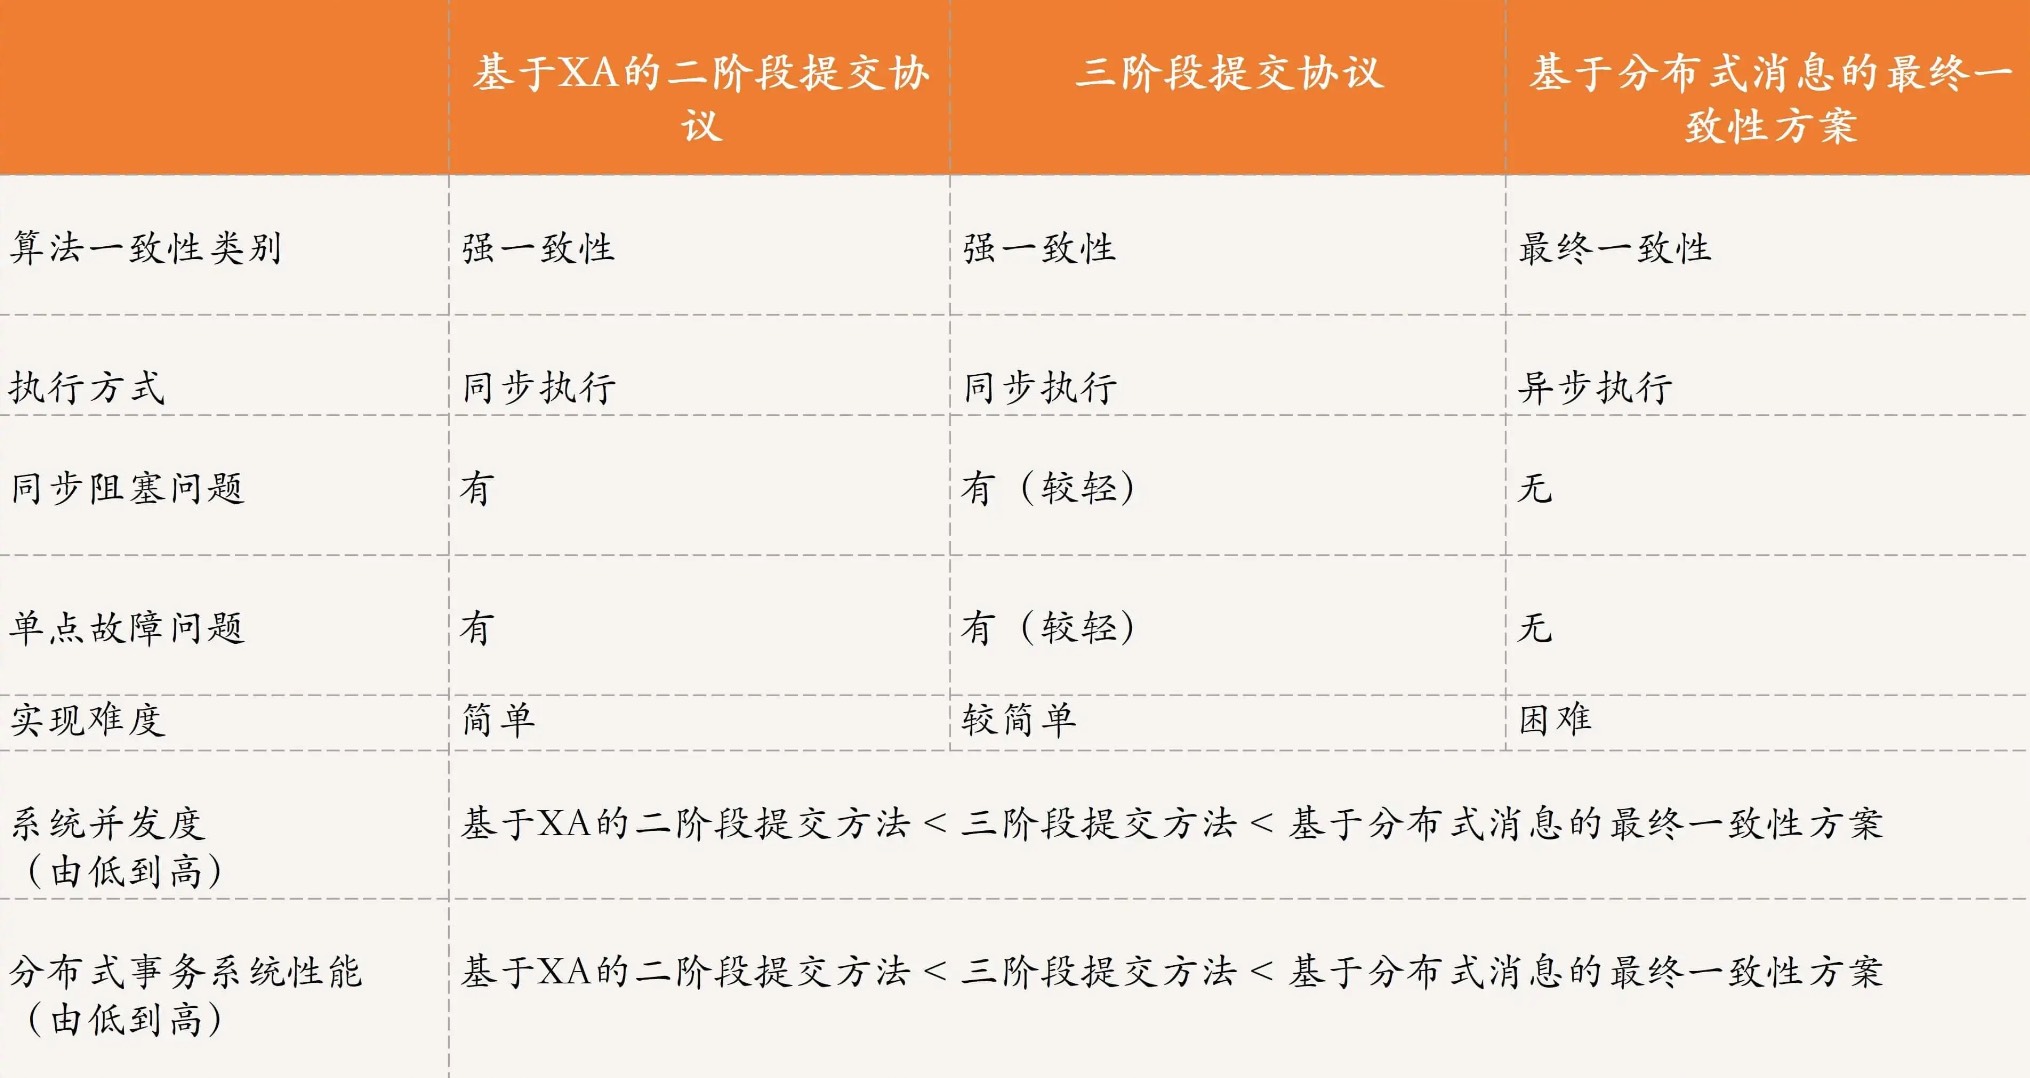 基于XA的二阶段提交协
议
三阶段提交协议
基于分布式消息的最终一
致性方案
算法一致性类别
强一致性
强一致性
最终一致性
执行方式
同步执行
同步执行
异步执行
同步阻塞问题
有
有（较轻）
无
单点故障问题
有
有（较轻）
无
实现难度
简单
较简单
困难
系统并发度
（由低到高）
基于XA的二阶段提交方法 < 三阶段提交方法 < 基于分布式消息的最终一致性方案
分布式事务系统性能
（由低到高）
基于XA的二阶段提交方法 < 三阶段提交方法 < 基于分布式消息的最终一致性方案